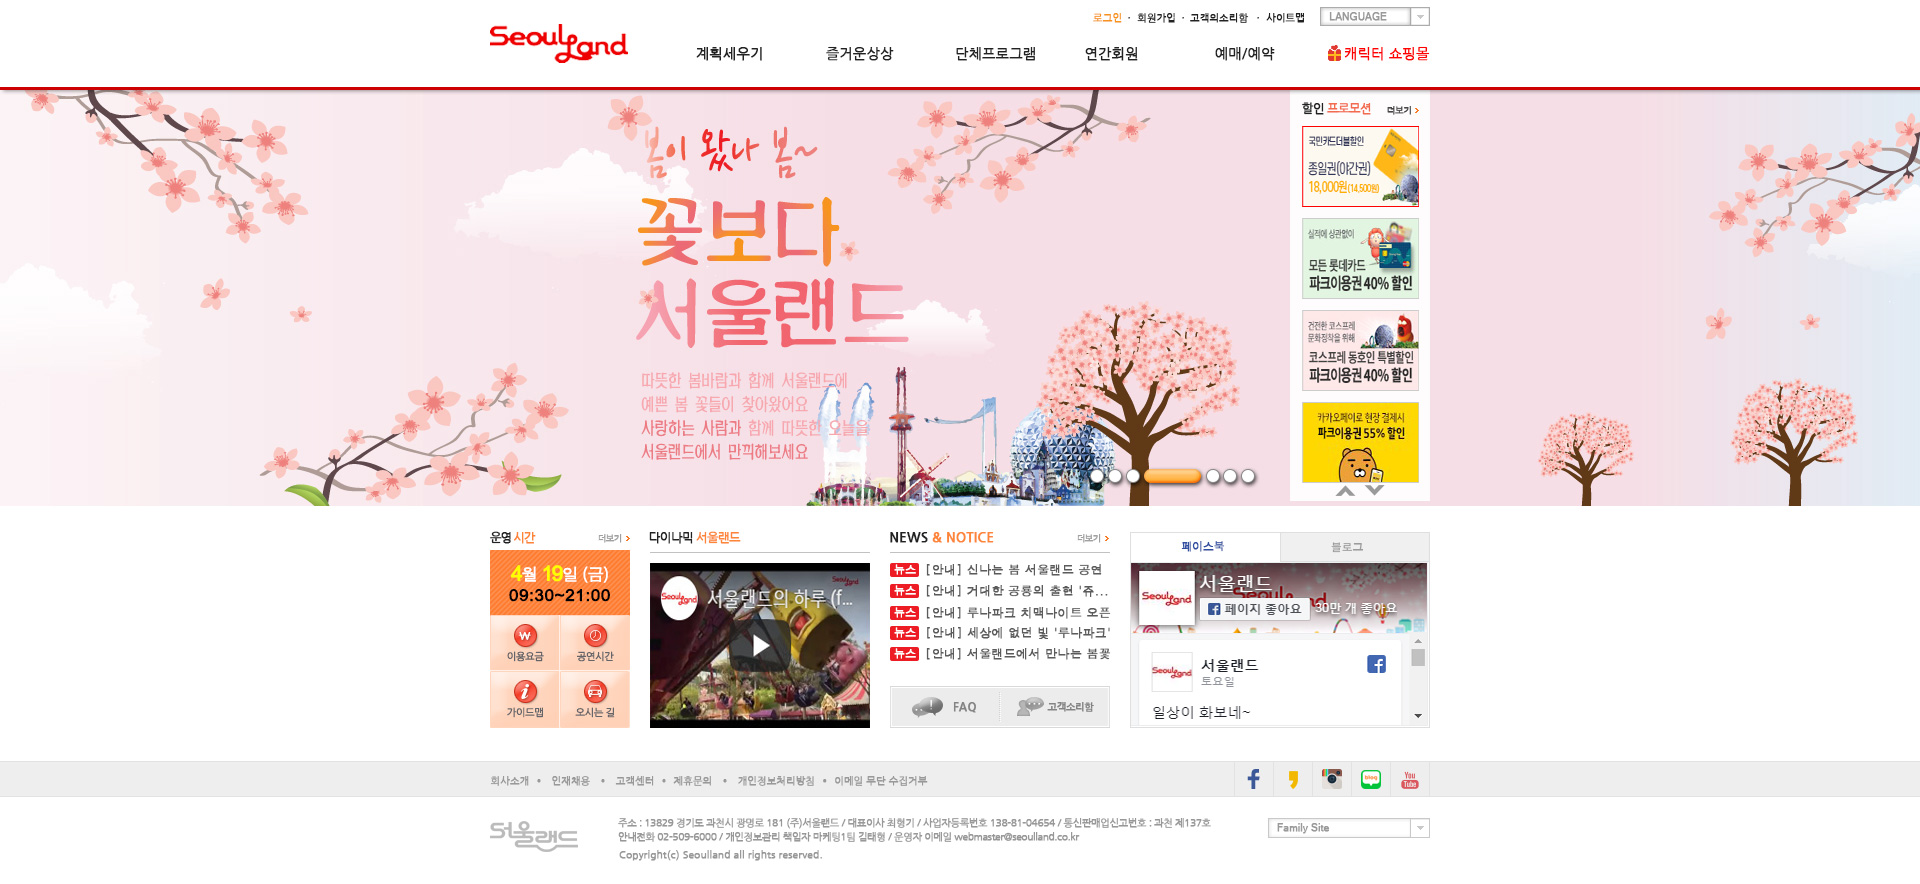 로그인 · 회원가입 · 고객의소리함 · 사이트맵
LANGUAGE
SeoulLand
계획세우기 즐거운상상 단체프로그램 연간회원 예매/예약 캐릭터 쇼핑몰
봄이 왔나 봄~
꽃보다
서울랜드
따뜻한 봄바람과 함께 서울랜드에
예쁜 봄 꽃들이 찾아왔어요
사랑하는 사람과 함께 따뜻한 오늘을
서울랜드에서 만끽해보세요
할인 프로모션 더보기
국민카드더블할인
종일권(야간권)
18,000원(14,500원)
실적에 상관없이
모든 롯데카드
파크이용권 40% 할인
건전한 코스프레
문화정착을 위해
코스프레 동호인 특별할인
파크이용권 40% 할인
카카오페이로 현장 결제시
파크이용권 55% 할인
운영 시간 더보기
4월 19일 (금)
09:30~21:00
이용요금 공연시간
가이드맵 오시는 길
다이나믹 서울랜드
SeoulLand
서울랜드의 하루 (f...
SeoulLand
NEWS & NOTICE 더보기
뉴스 [안내] 신나는 봄 서울랜드 공연
뉴스 [안내] 거대한 공룡의 출현 '쥬...
뉴스 [안내] 루나파크 치맥나이트 오픈
뉴스 [안내] 세상에 없던 빛 '루나파크'
뉴스 [안내] 서울랜드에서 만나는 봄꽃
FAQ 고객소리함
페이스북 블로그
SeoulLand
서울랜드
페이지 좋아요 30만 개 좋아요
SeoulLand
서울랜드
토요일
일상이 화보네~
회사소개 • 인재채용 • 고객센터 • 제휴문의 • 개인정보처리방침 • 이메일 무단 수집거부
blog
You Tube
서울랜드
주소 : 13829 경기도 과천시 광명로 181 (주)서울랜드 / 대표이사 최형기 / 사업자등록번호 138-81-04654 / 통신판매업신고번호 : 과천 제137호
안내전화 02-509-6000 / 개인정보관리 책임자 마케팅1팀 김태형 / 운영자 이메일 webmaster@seoulland.co.kr
Copyright(c) Seoulland all rights reserved.
Family Site